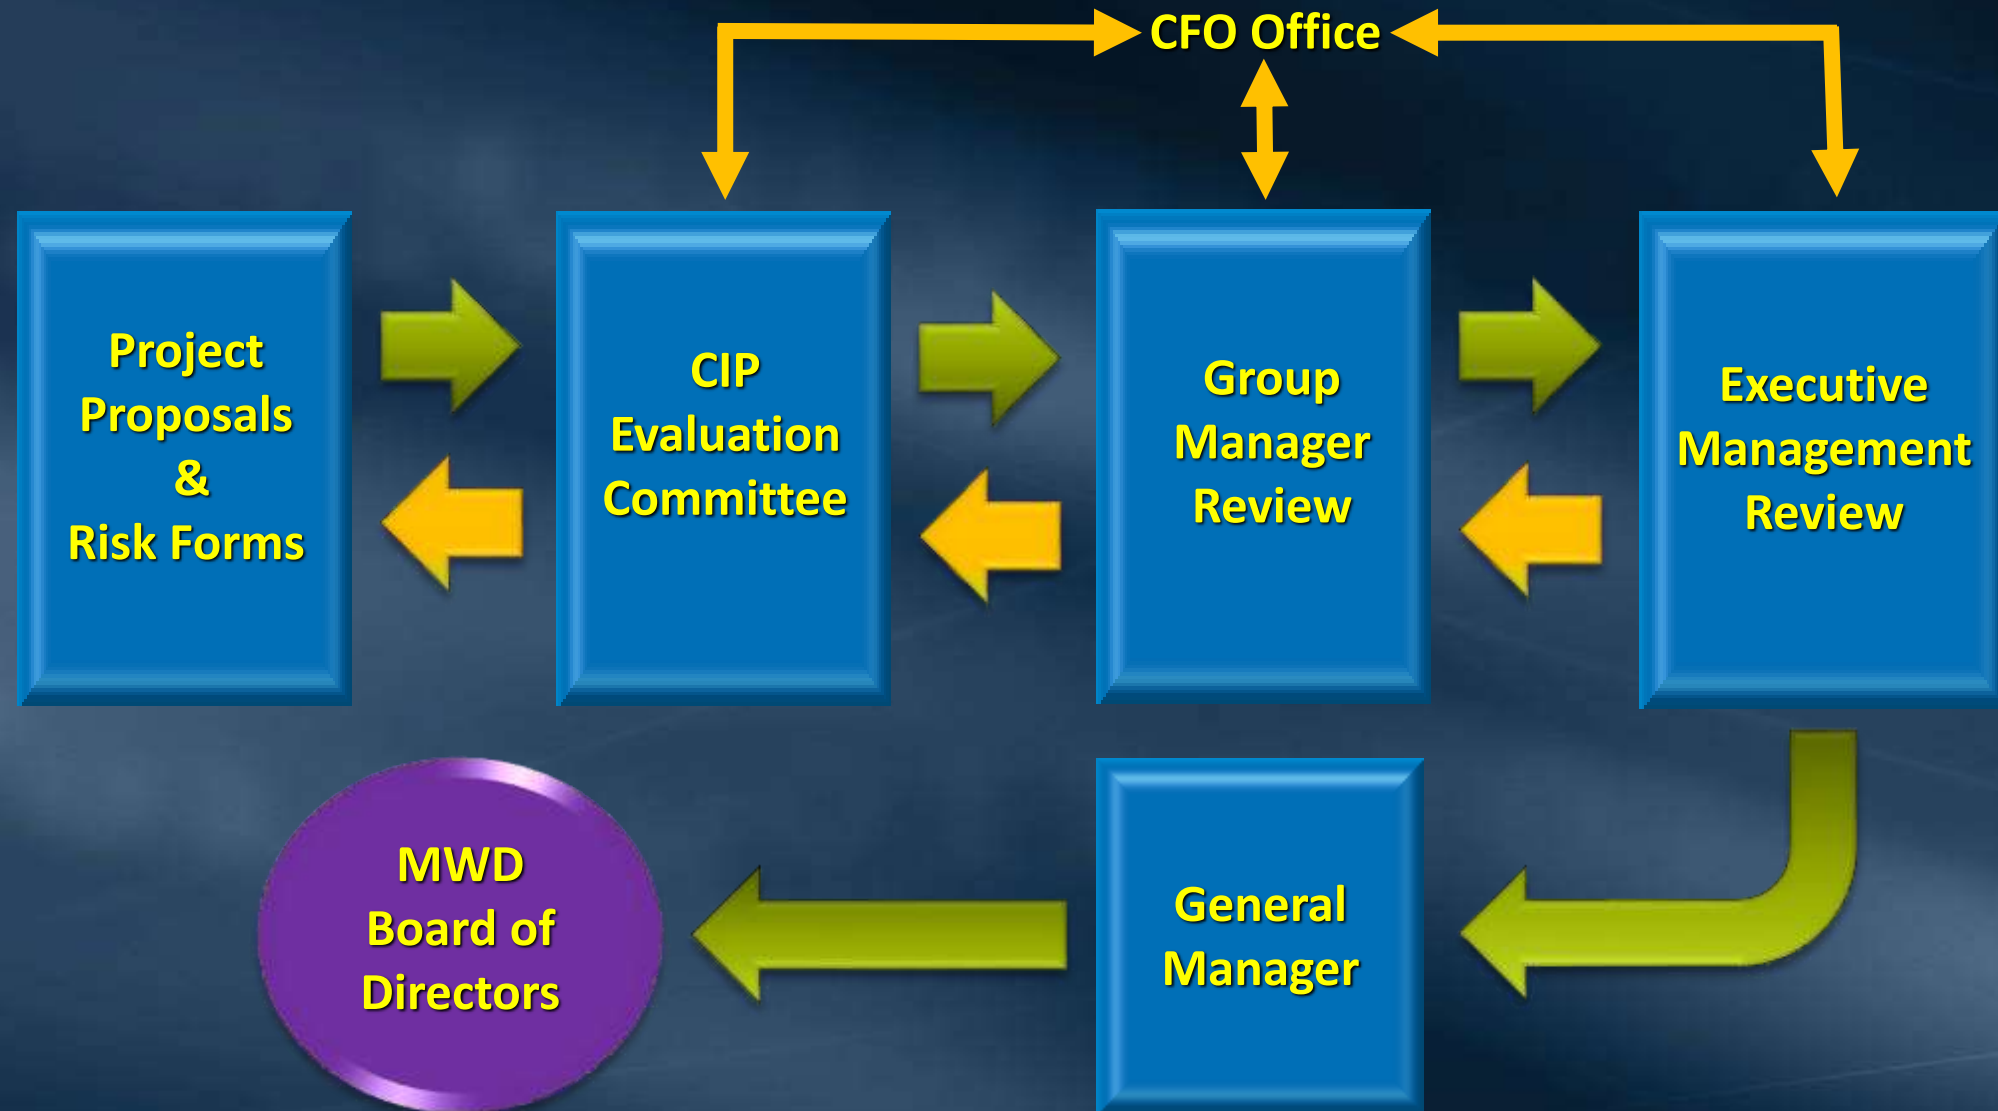 CFO Office
Project
Proposals
&
Risk Forms
CIP
Evaluation
Committee
Group
Manager
Review
Executive
Management
Review
MWD
Board of
Directors
General
Manager